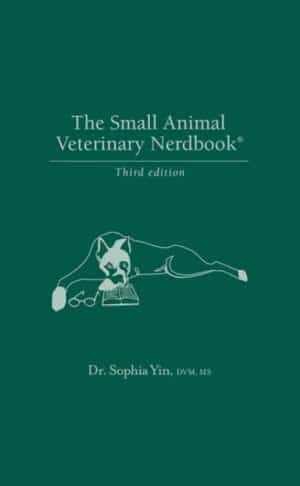 The Small Animal
Veterinary Nerdbook®
Third edition
Dr. Sophia Yin, DVM, MS